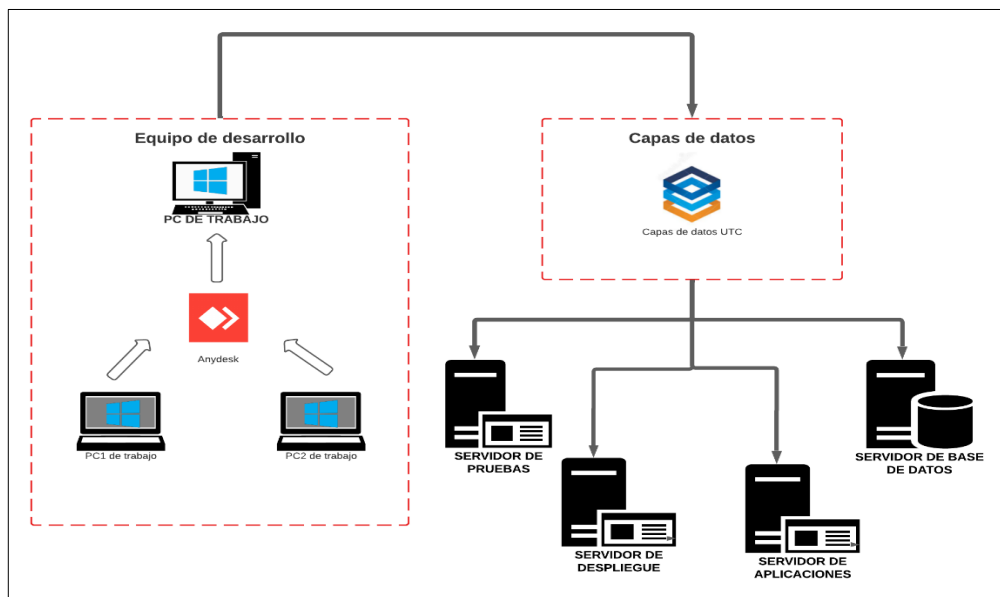 Equipo de desarrollo
PC DE TRABAJO
Anydesk
PC1 de trabajo
PC2 de trabajo
Capas de datos
Capas de datos UTC
SERVIDOR DE
PRUEBAS
SERVIDOR DE
DESPLIEGUE
SERVIDOR DE
APLICACIONES
SERVIDOR DE BASE
DE DATOS